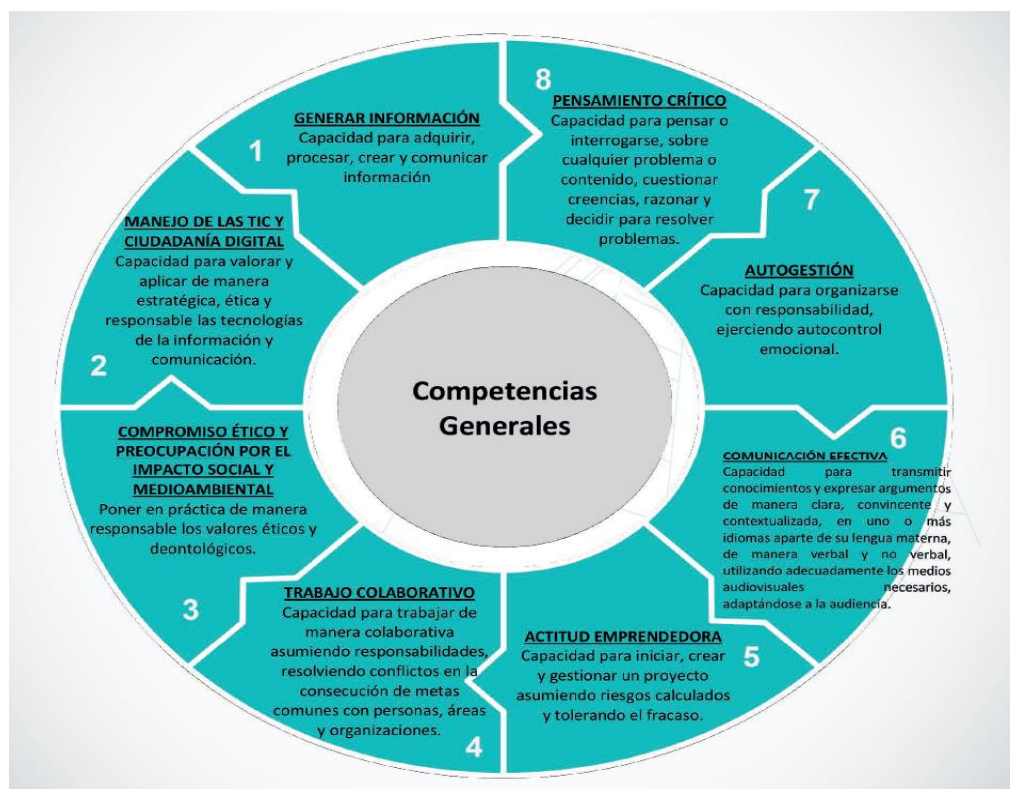 Competencias
Generales
1
GENERAR INFORMACIÓN
Capacidad para adquirir,
procesar, crear y comunicar
información
2
MANEJO DE LAS TIC Y
CIUDADANÍA DIGITAL
Capacidad para valorar y
aplicar de manera
estratégica, ética y
responsable las tecnologías
de la información y
comunicación.
3
COMPROMISO ÉTICO Y
PREOCUPACIÓN POR EL
IMPACTO SOCIAL Y
MEDIOAMBIENTAL
Poner en práctica de manera
responsable los valores éticos y
deontológicos.
4
TRABAJO COLABORATIVO
Capacidad para trabajar de
manera colaborativa
asumiendo responsabilidades,
resolviendo conflictos en la
consecución de metas
comunes con personas, áreas
y organizaciones.
5
ACTITUD EMPRENDEDORA
Capacidad para iniciar, crear
y gestionar un proyecto
asumiendo riesgos calculados
y tolerando el fracaso.
6
COMUNICACIÓN EFECTIVA
Capacidad para transmitir
conocimientos y expresar argumentos
de manera clara, convincente y
contextualizada, en uno o más
idiomas aparte de su lengua materna,
de manera verbal y no verbal,
utilizando adecuadamente los medios
audiovisuales necesarios,
adaptándose a la audiencia.
7
AUTOGESTIÓN
Capacidad para organizarse
con responsabilidad,
ejerciendo autocontrol
emocional.
8
PENSAMIENTO CRÍTICO
Capacidad para pensar o
interrogarse, sobre
cualquier problema o
contenido, cuestionar
creencias, razonar y
decidir para resolver
problemas.